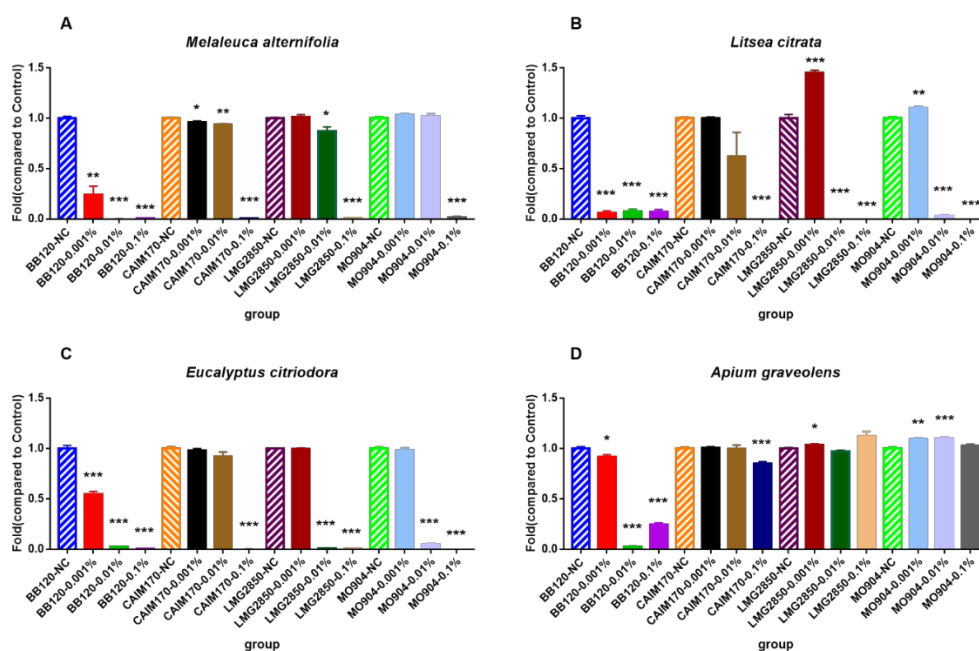 A
Melaleuca alternifolia
Fold(compared to Control)
1.5
1.0
0.5
0.0
** *** *** * ** *** * *** ***
BB120-NC
BB120-0.001%
BB120-0.01%
BB120-0.1%
CAIM170-NC
CAIM170-0.001%
CAIM170-0.01%
CAIM170-0.1%
LMG2850-NC
LMG2850-0.001%
LMG2850-0.01%
LMG2850-0.1%
MO904-NC
MO904-0.001%
MO904-0.01%
MO904-0.1%
group
B
Litsea citrata
Fold(compared to Control)
1.5
1.0
0.5
0.0
*** *** *** *** *** *** *** ** *** ***
BB120-NC
BB120-0.001%
BB120-0.01%
BB120-0.1%
CAIM170-NC
CAIM170-0.001%
CAIM170-0.01%
CAIM170-0.1%
LMG2850-NC
LMG2850-0.001%
LMG2850-0.01%
LMG2850-0.1%
MO904-NC
MO904-0.001%
MO904-0.01%
MO904-0.1%
group
C
Eucalyptus citriodora
Fold(compared to Control)
1.5
1.0
0.5
0.0
*** *** *** *** *** *** *** ***
BB120-NC
BB120-0.001%
BB120-0.01%
BB120-0.1%
CAIM170-NC
CAIM170-0.001%
CAIM170-0.01%
CAIM170-0.1%
LMG2850-NC
LMG2850-0.001%
LMG2850-0.01%
LMG2850-0.1%
MO904-NC
MO904-0.001%
MO904-0.01%
MO904-0.1%
group
D
Apium graveolens
Fold(compared to Control)
1.5
1.0
0.5
0.0
* *** *** *** * ** ***
BB120-NC
BB120-0.001%
BB120-0.01%
BB120-0.1%
CAIM170-NC
CAIM170-0.001%
CAIM170-0.01%
CAIM170-0.1%
LMG2850-NC
LMG2850-0.001%
LMG2850-0.01%
LMG2850-0.1%
MO904-NC
MO904-0.001%
MO904-0.01%
MO904-0.1%
group